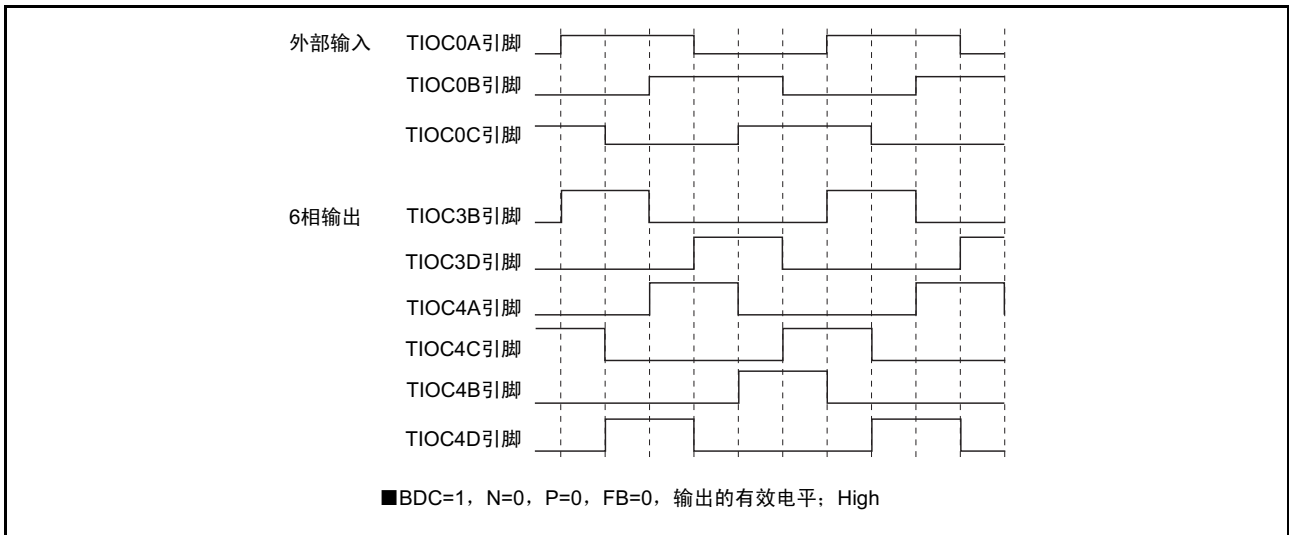 外部输入 TIOC0A引脚
TIOC0B引脚
TIOC0C引脚
6相输出 TIOC3B引脚
TIOC3D引脚
TIOC4A引脚
TIOC4C引脚
TIOC4B引脚
TIOC4D引脚
■BDC=1，N=0，P=0，FB=0，输出的有效电平；High